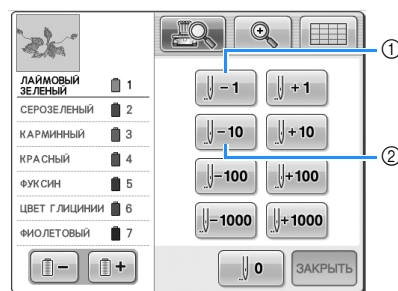 ЛАЙМОВЫЙ
ЗЕЛЕНЫЙ 1
СЕРОЗЕЛЕНЫЙ 2
КАРМИННЫЙ 3
КРАСНЫЙ 4
ФУКСИН 5
ЦВЕТ ГЛИЦИНИИ 6
ФИОЛЕТОВЫЙ 7
− +
− 1 + 1 ①
− 10 + 10 ②
−100 +100
−1000 +1000
0 ЗАКРЫТЬ